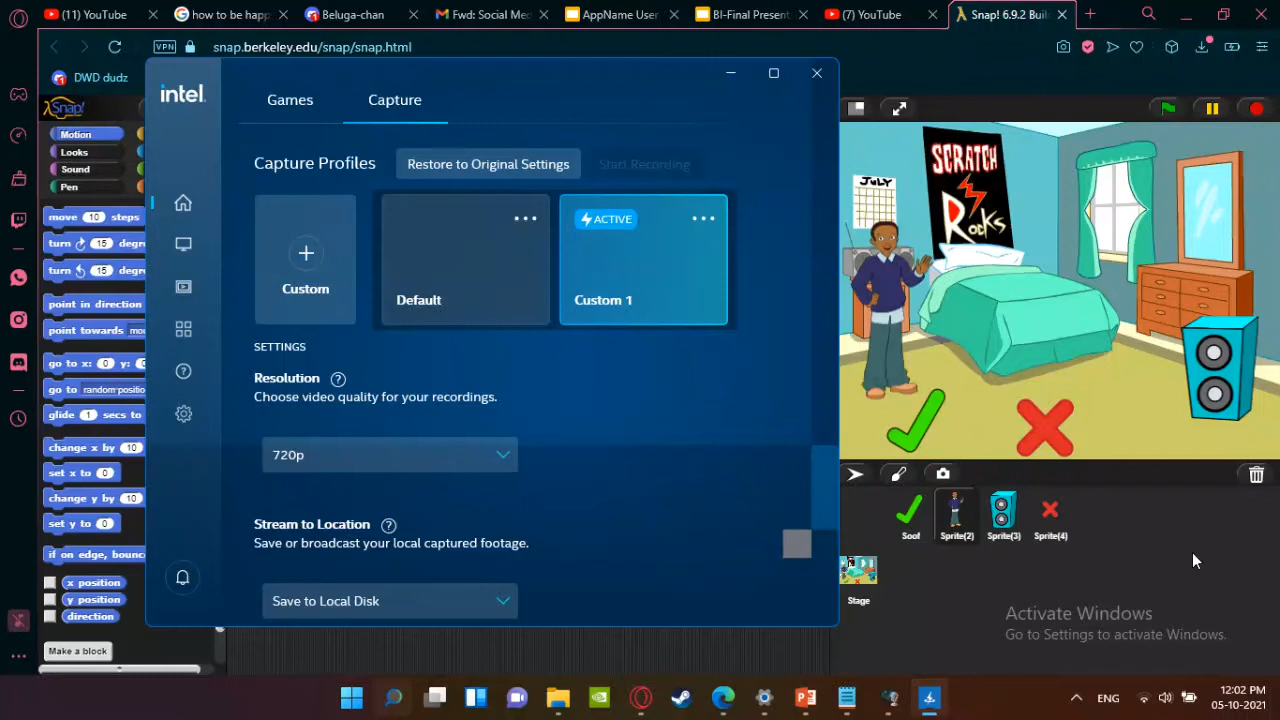 (11) YouTube
how to be happ
Beluga-chan
Fwd: Social Me
AppName User
BI-Final Present
(7) YouTube
Snap! 6.9.2 Buil
VPN
snap.berkeley.edu/snap/snap.html
DWD dudz
intel.
Games
Capture
Snap!
Motion
Looks
Sound
Pen
Capture Profiles
Restore to Original Settings
Start Recording
ACTIVE
Custom
Default
Custom 1
SETTINGS
Resolution
Choose video quality for your recordings.
720p
Stream to Location
Save or broadcast your local captured footage.
Save to Local Disk
move 10 steps
turn 15 degre
turn 15 degre
point in direction
point towards
go to x: 0 y:
go to random position
glide 1 secs to
change x by 10
set x to 0
change y by 10
set y to 0
if on edge, bounc
x position
y position
direction
Make a block
JULY
SCRATCH
Rocks
Soof
Sprite(2)
Sprite(3)
Sprite(4)
Stage
Activate Windows
Go to Settings to activate Windows.
ENG
12:02 PM
05-10-2021